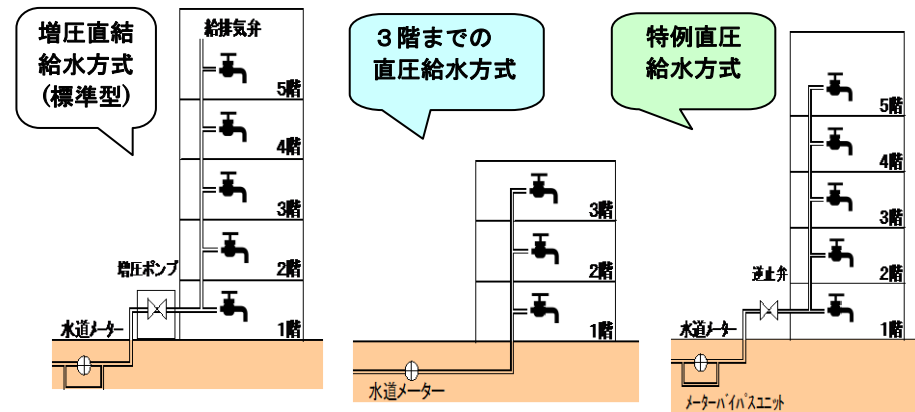 増圧直結
給水方式
(標準型)
給排気弁
5階
4階
3階
2階
1階
増圧ポンプ
水道メーター
3階までの
直圧給水方式
3階
2階
1階
水道メーター
特例直圧
給水方式
5階
4階
3階
2階
1階
逆止弁
水道メーター
メーターバイパスユニット